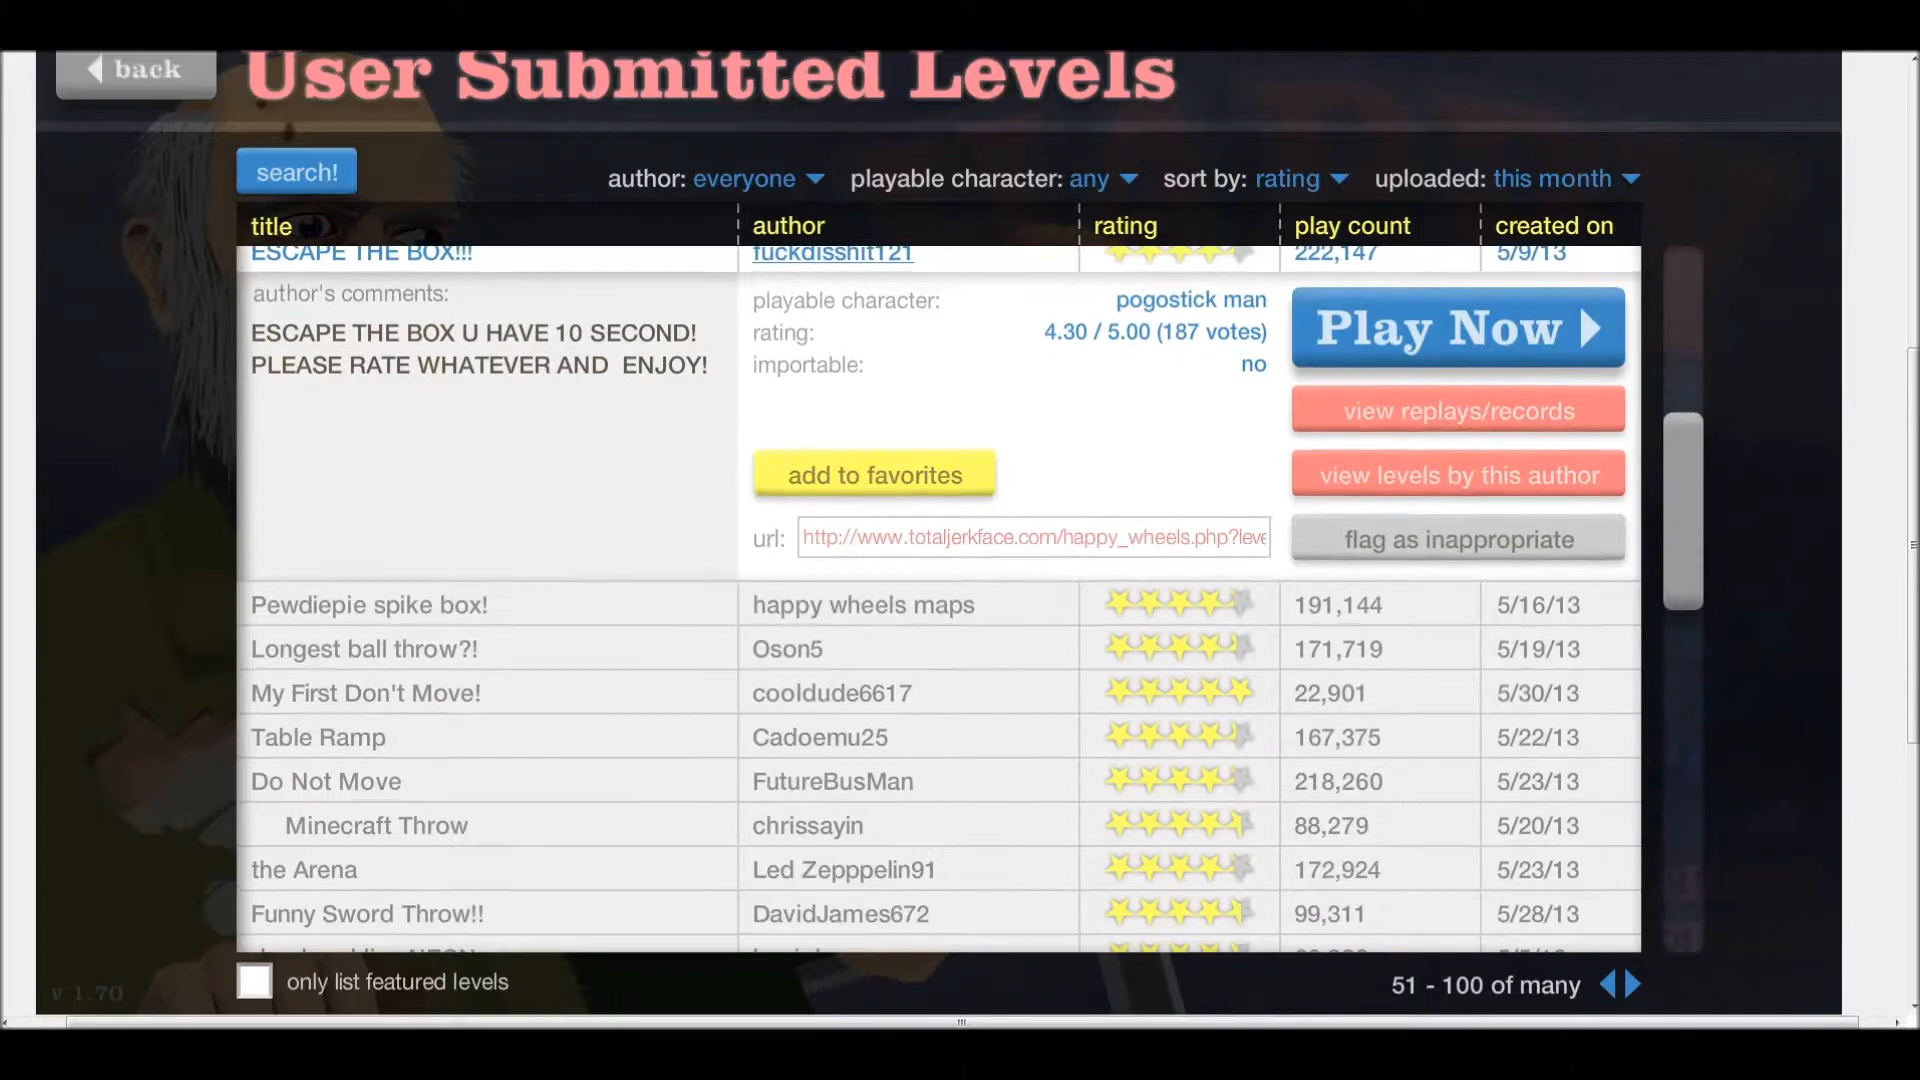 back
User Submitted Levels
search!
author: everyone playable character: any sort by: rating uploaded: this month
title author rating play count created on
ESCAPE THE BOX!!! fuckdisshit121 222,147 5/9/13
author's comments:
ESCAPE THE BOX U HAVE 10 SECOND!
PLEASE RATE WHATEVER AND ENJOY!
playable character: pogostick man
rating: 4.30 / 5.00 (187 votes)
importable: no
Play Now
view replays/records
add to favorites
view levels by this author
url: http://www.totaljerkface.com/happy_wheels.php?leve
flag as inappropriate
Pewdiepie spike box! happy wheels maps 191,144 5/16/13
Longest ball throw?! Oson5 171,719 5/19/13
My First Don't Move! cooldude6617 22,901 5/30/13
Table Ramp Cadoemu25 167,375 5/22/13
Do Not Move FutureBusMan 218,260 5/23/13
Minecraft Throw chrissayin 88,279 5/20/13
the Arena Led Zepppelin91 172,924 5/23/13
Funny Sword Throw!! DavidJames672 99,311 5/28/13
only list featured levels
51 - 100 of many
v 1.70